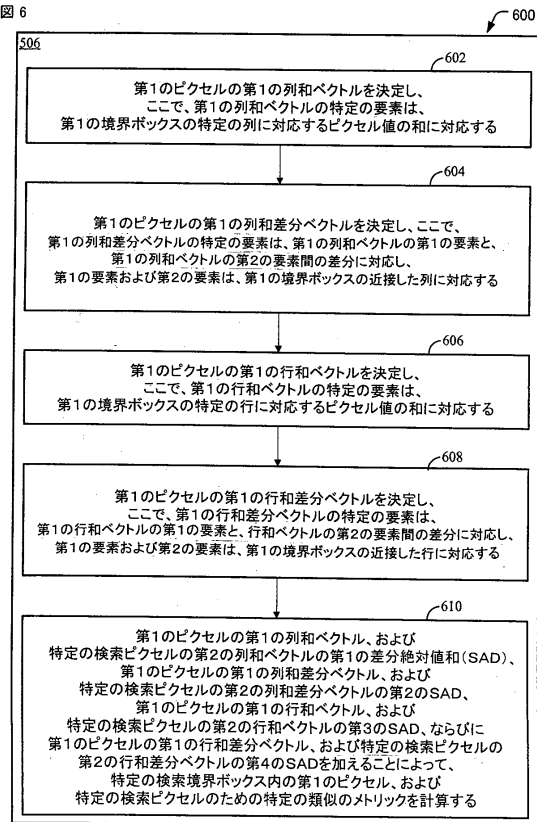 図 6
600
506
602
第1のピクセルの第1の列和ベクトルを決定し、
ここで、第1の列和ベクトルの特定の要素は、
第1の境界ボックスの特定の列に対応するピクセル値の和に対応する
604
第1のピクセルの第1の列和差分ベクトルを決定し、ここで、
第1の列和差分ベクトルの特定の要素は、第1の列和ベクトルの第1の要素と、
第1の列和ベクトルの第2の要素間の差分に対応し、
第1の要素および第2の要素は、第1の境界ボックスの近接した列に対応する
606
第1のピクセルの第1の行和ベクトルを決定し、
ここで、第1の行和ベクトルの特定の要素は、
第1の境界ボックスの特定の行に対応するピクセル値の和に対応する
608
第1のピクセルの第1の行和差分ベクトルを決定し、
ここで、第1の行和差分ベクトルの特定の要素は、
第1の行和ベクトルの第1の要素と、行和ベクトルの第2の要素間の差分に対応し、
第1の要素および第2の要素は、第1の境界ボックスの近接した行に対応する
610
第1のピクセルの第1の列和ベクトル、および
特定の検索ピクセルの第2の列和ベクトルの第1の差分絶対値和(SAD)、
第1のピクセルの第1の列和差分ベクトル、および
特定の検索ピクセルの第2の列和差分ベクトルの第2のSAD、
第1のピクセルの第1の行和ベクトル、および
特定の検索ピクセルの第2の行和ベクトルの第3のSAD、ならびに
第1のピクセルの第1の行和差分ベクトル、および特定の検索ピクセルの
第2の行和差分ベクトルの第4のSADを加えることによって、
特定の検索境界ボックス内の第1のピクセル、および
特定の検索ピクセルのための特定の類似のメトリックを計算する